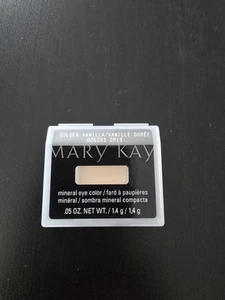 GOLDEN VANILLA/VANILLE DORÉE
MARY KAY
mineral eye color / fard à paupières
minéral / sombra mineral compacta
.05 OZ. NET WT. / 1.4 g / 1,4 g